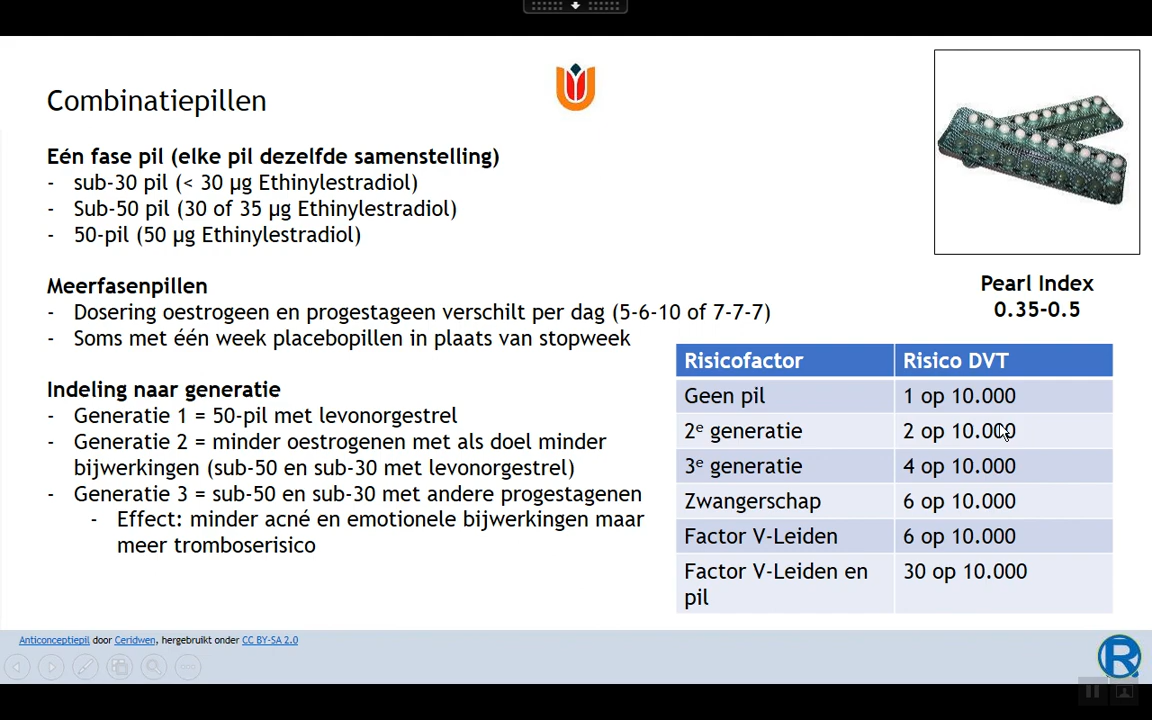 Combinatiepillen
Eén fase pil (elke pil dezelfde samenstelling)
- sub-30 pil (< 30 µg Ethinylestradiol)
- Sub-50 pil (30 of 35 µg Ethinylestradiol)
- 50-pil (50 µg Ethinylestradiol)
Meerfasenpillen
- Dosering oestrogeen en progestageen verschilt per dag (5-6-10 of 7-7-7)
- Soms met één week placebopillen in plaats van stopweek
Indeling naar generatie
- Generatie 1 = 50-pil met levonorgestrel
- Generatie 2 = minder oestrogenen met als doel minder
bijwerkingen (sub-50 en sub-30 met levonorgestrel)
- Generatie 3 = sub-50 en sub-30 met andere progestagenen
- Effect: minder acné en emotionele bijwerkingen maar
meer tromboserisico
Pearl Index
0.35-0.5
Risicofactor Risico DVT
Geen pil 1 op 10.000
2e generatie 2 op 10.000
3e generatie 4 op 10.000
Zwangerschap 6 op 10.000
Factor V-Leiden 6 op 10.000
Factor V-Leiden en 30 op 10.000
pil
Anticonceptiepil door Ceridwen, hergebruikt onder CC BY-SA 2.0
R